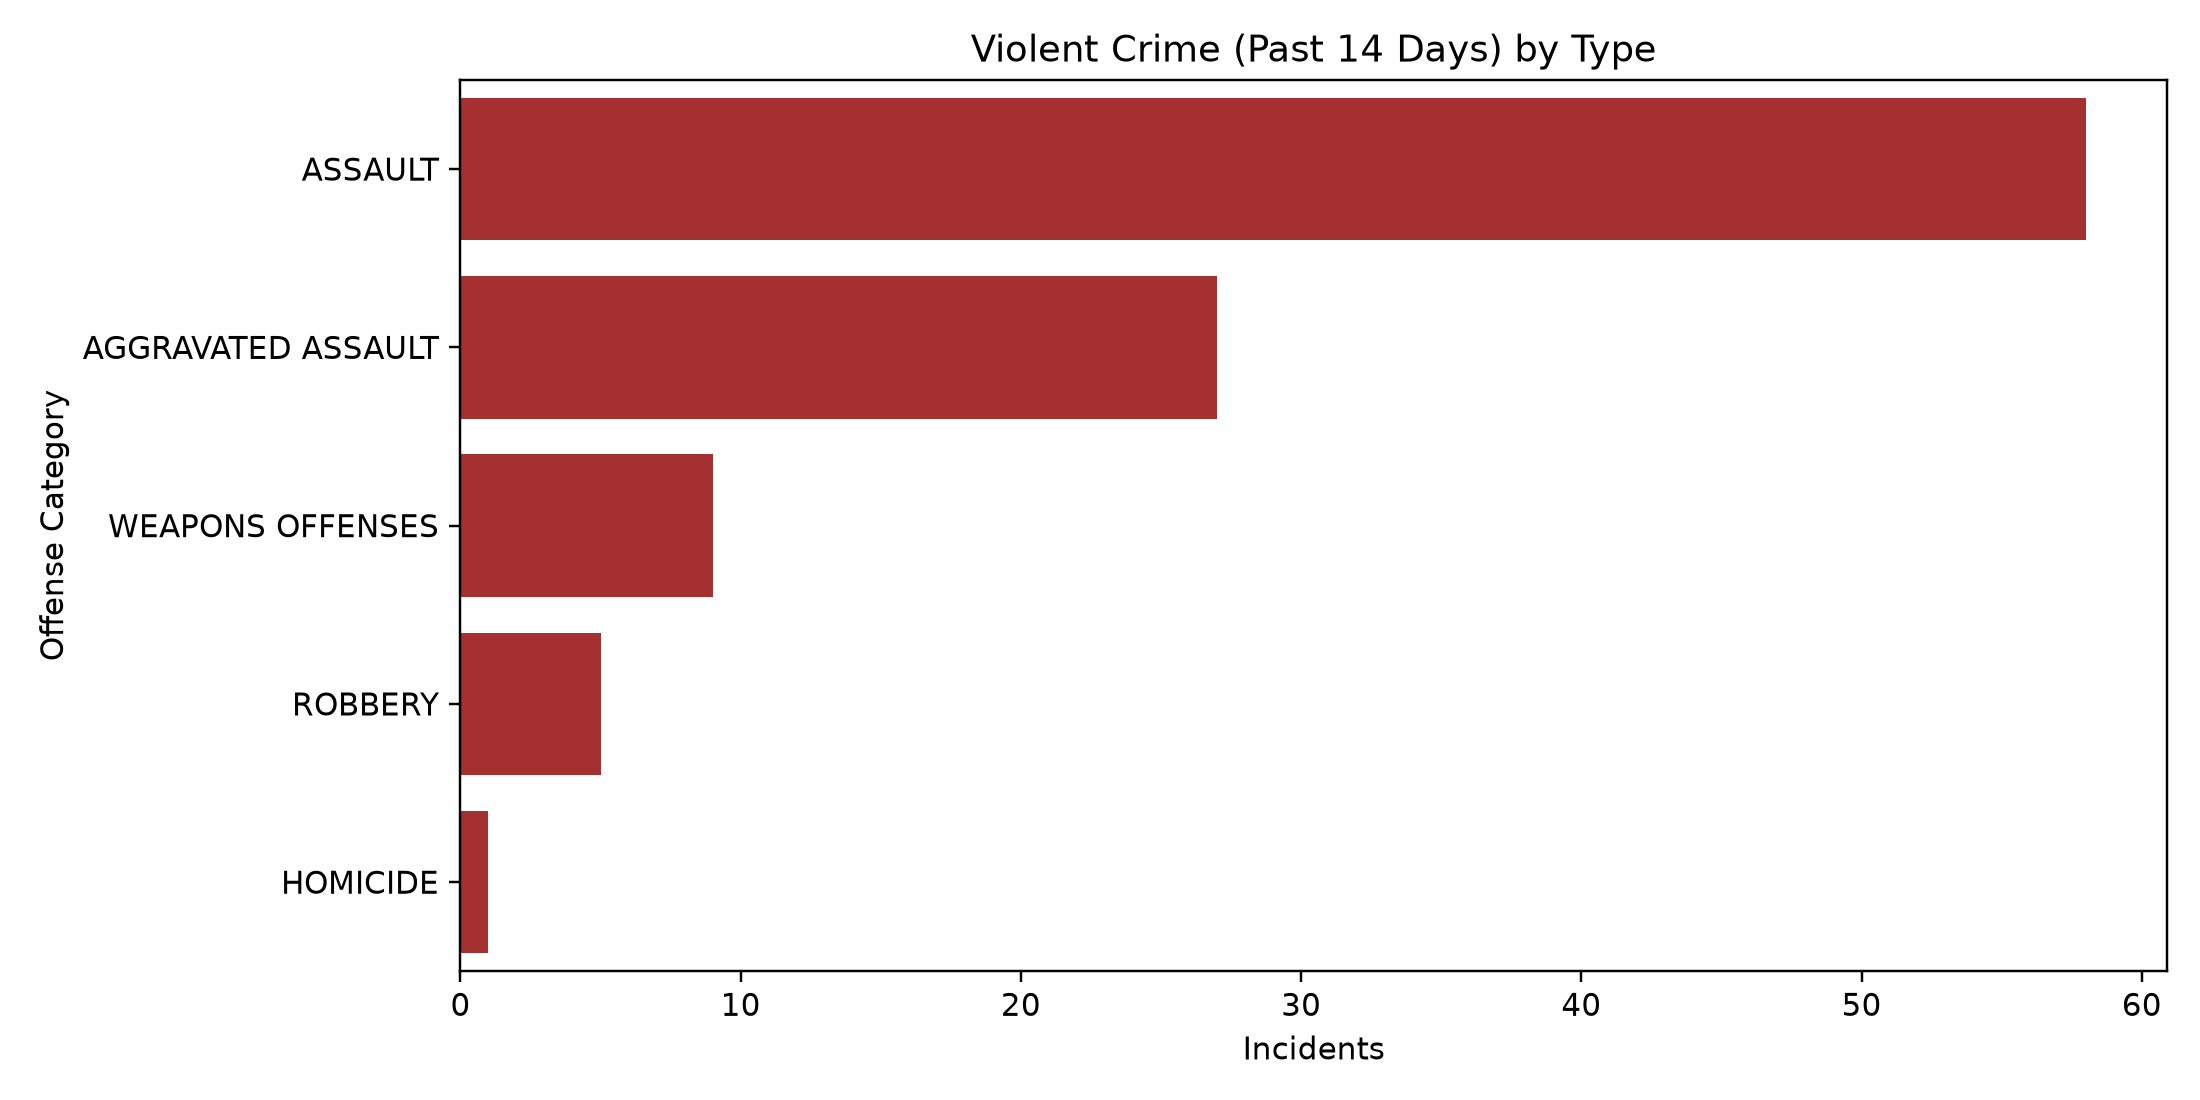 Violent Crime (Past 14 Days) by Type
Offense Category
ASSAULT
AGGRAVATED ASSAULT
WEAPONS OFFENSES
ROBBERY
HOMICIDE
0 10 20 30 40 50 60
Incidents